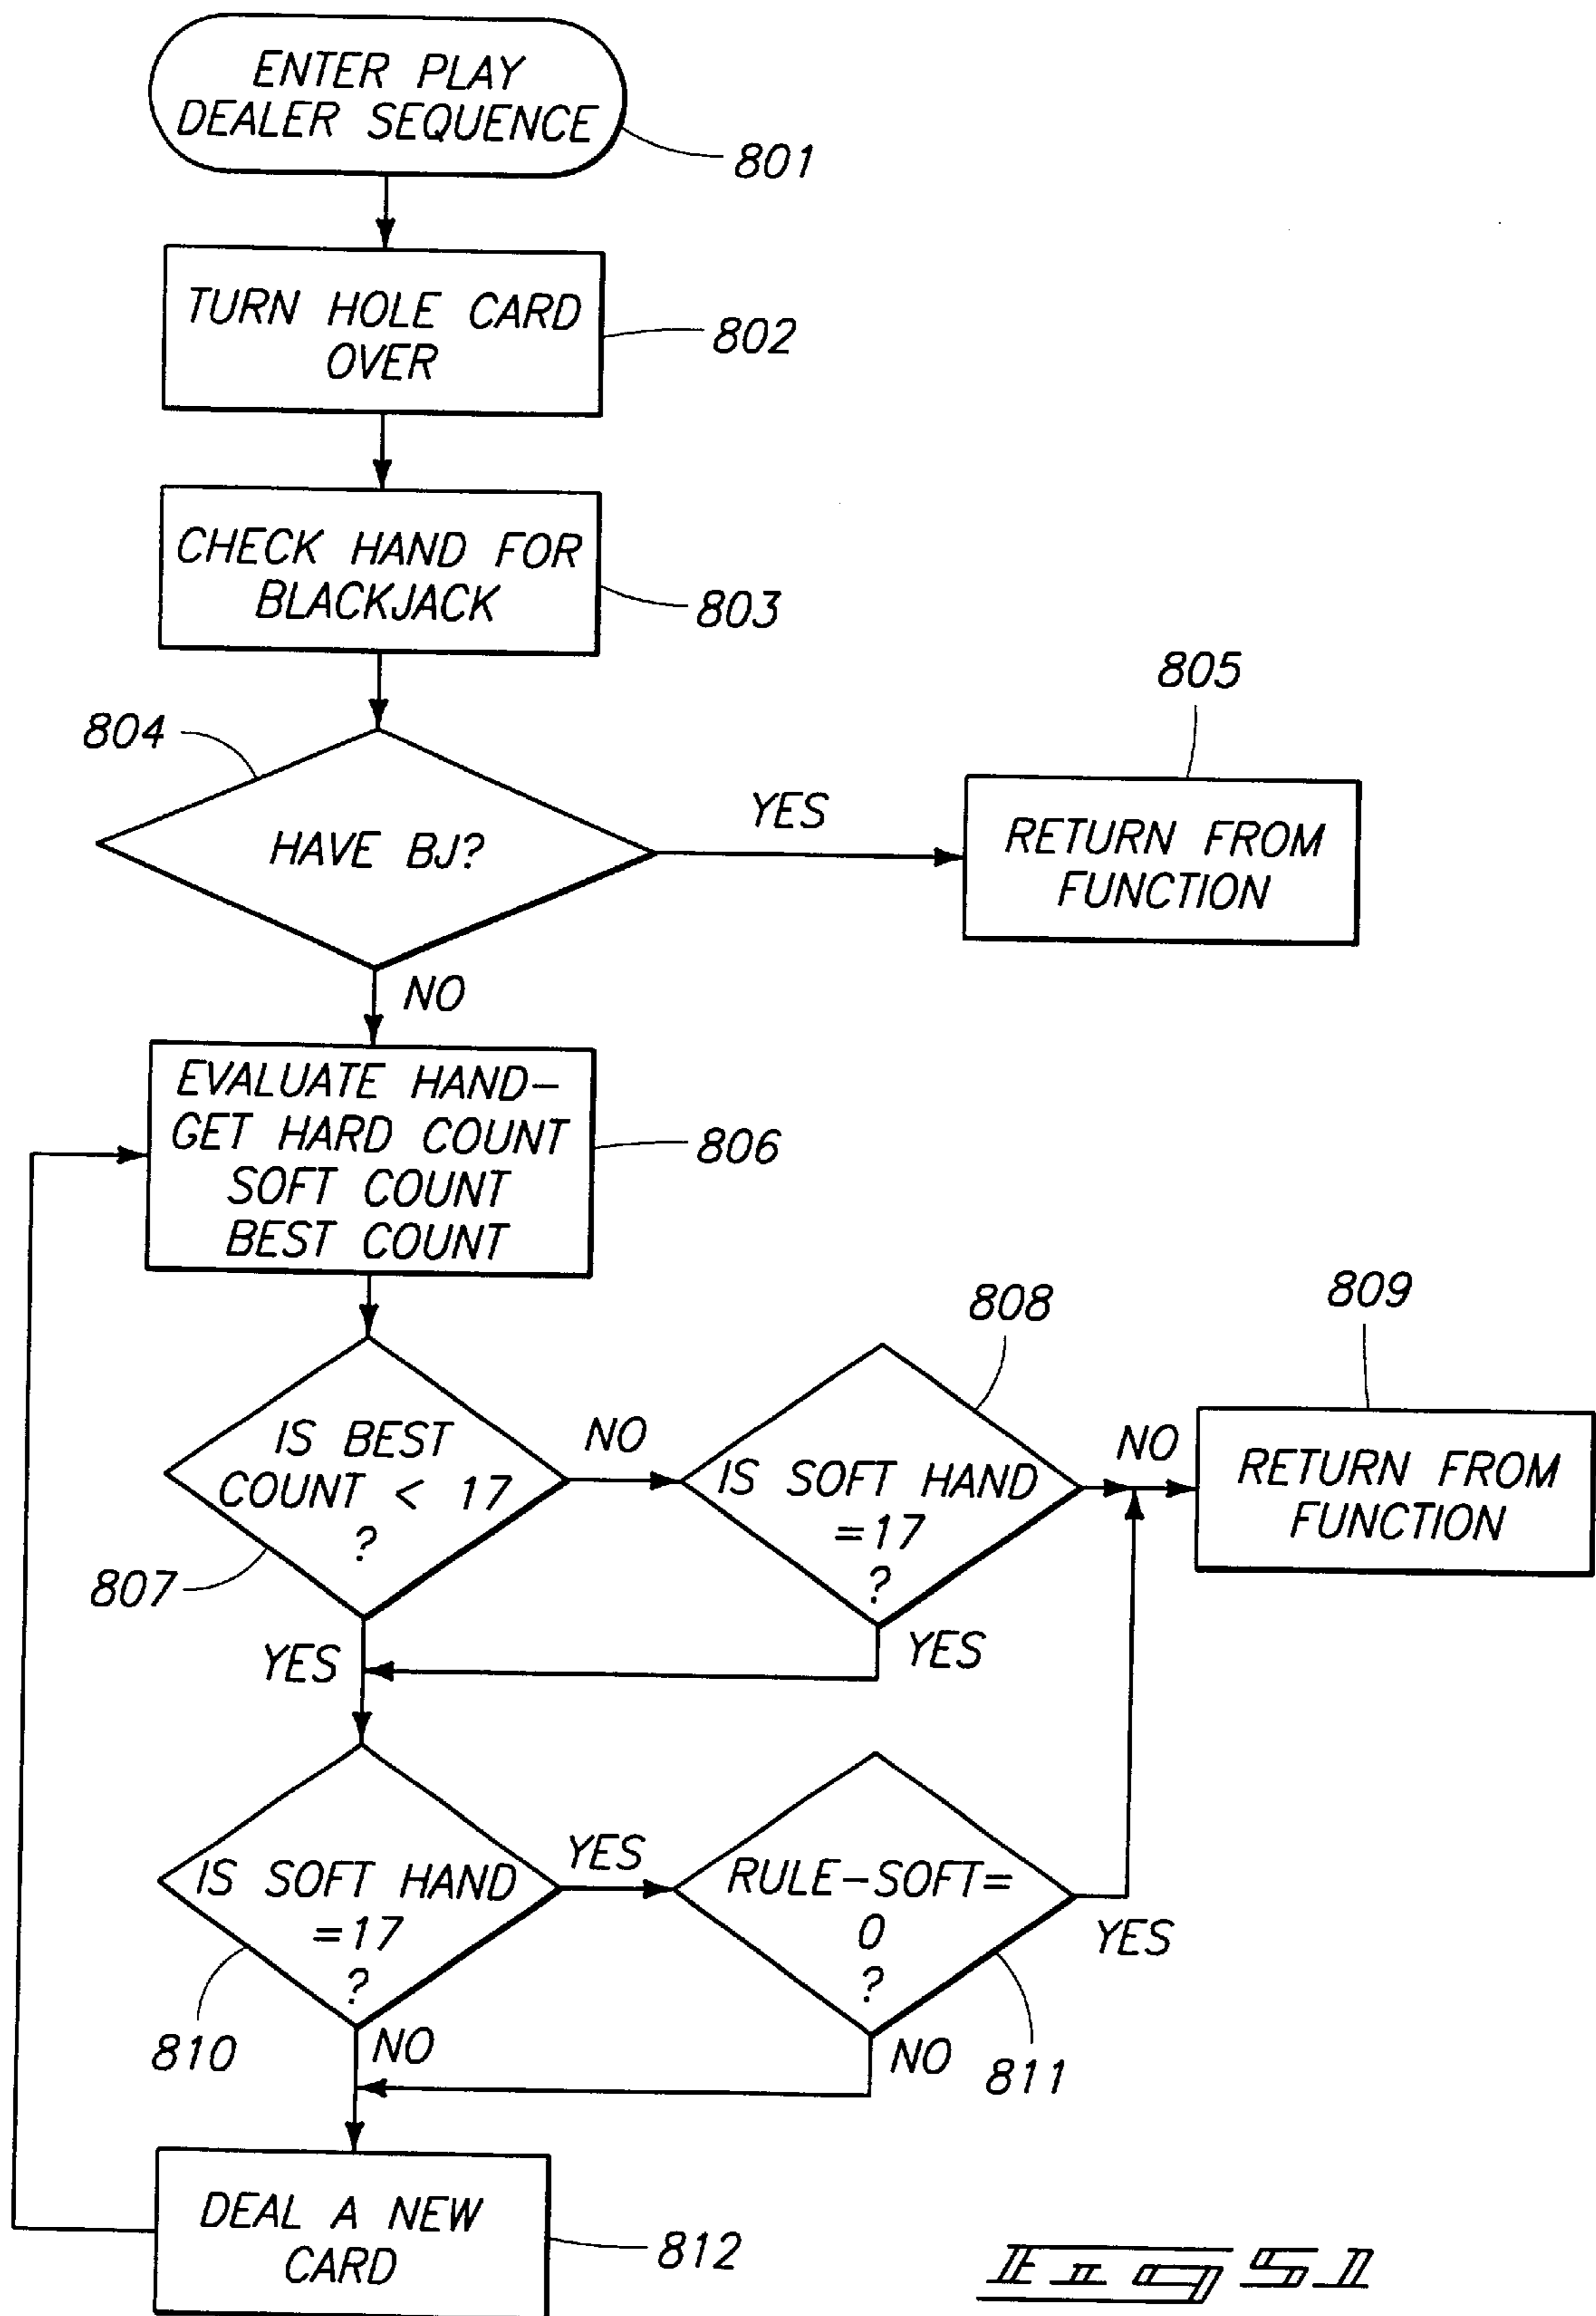 ENTER PLAY
DEALER SEQUENCE
801
TURN HOLE CARD
OVER
802
CHECK HAND FOR
BLACKJACK
803
804
HAVE BJ?
YES
805
RETURN FROM
FUNCTION
NO
EVALUATE HAND-
GET HARD COUNT
SOFT COUNT
BEST COUNT
806
IS BEST
COUNT < 17
?
807
NO
808
IS SOFT HAND
=17
?
NO
809
RETURN FROM
FUNCTION
YES
YES
IS SOFT HAND
=17
?
810
YES
RULE-SOFT=
0
?
811
YES
NO
NO
DEAL A NEW
CARD
812
Fig 51